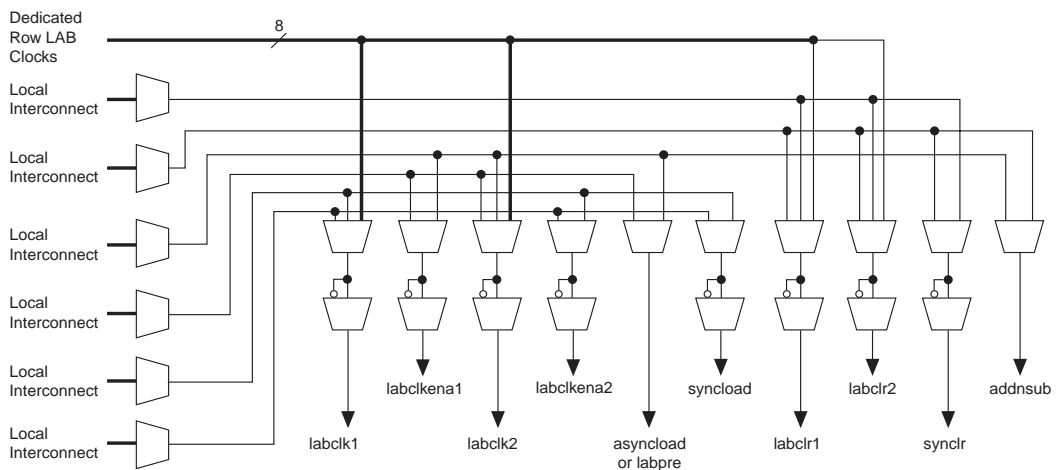 Dedicated
Row LAB
Clocks
8
Local
Interconnect
Local
Interconnect
Local
Interconnect
Local
Interconnect
Local
Interconnect
Local
Interconnect
labclkena1
labclkena2
syncload
labclr2
addnsub
labclk1
labclk2
asyncload
or labpre
labclr1
synclr